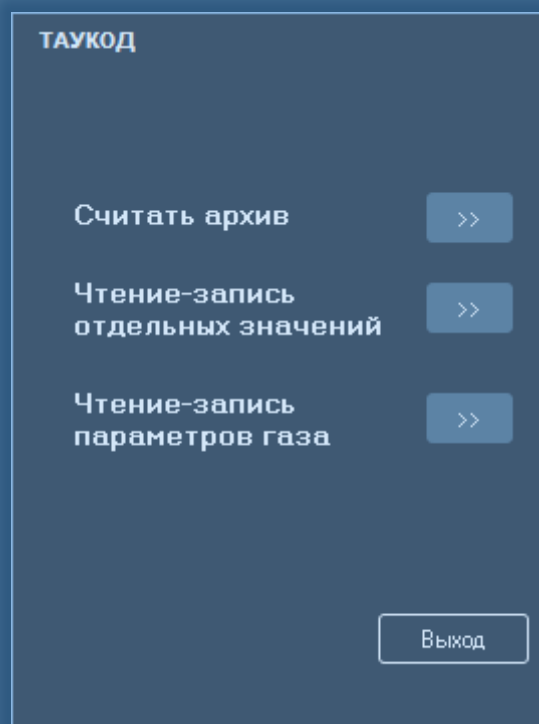 ТАУКОД
Считать архив
>>
Чтение-запись
отдельных значений
>>
Чтение-запись
параметров газа
>>
Выход